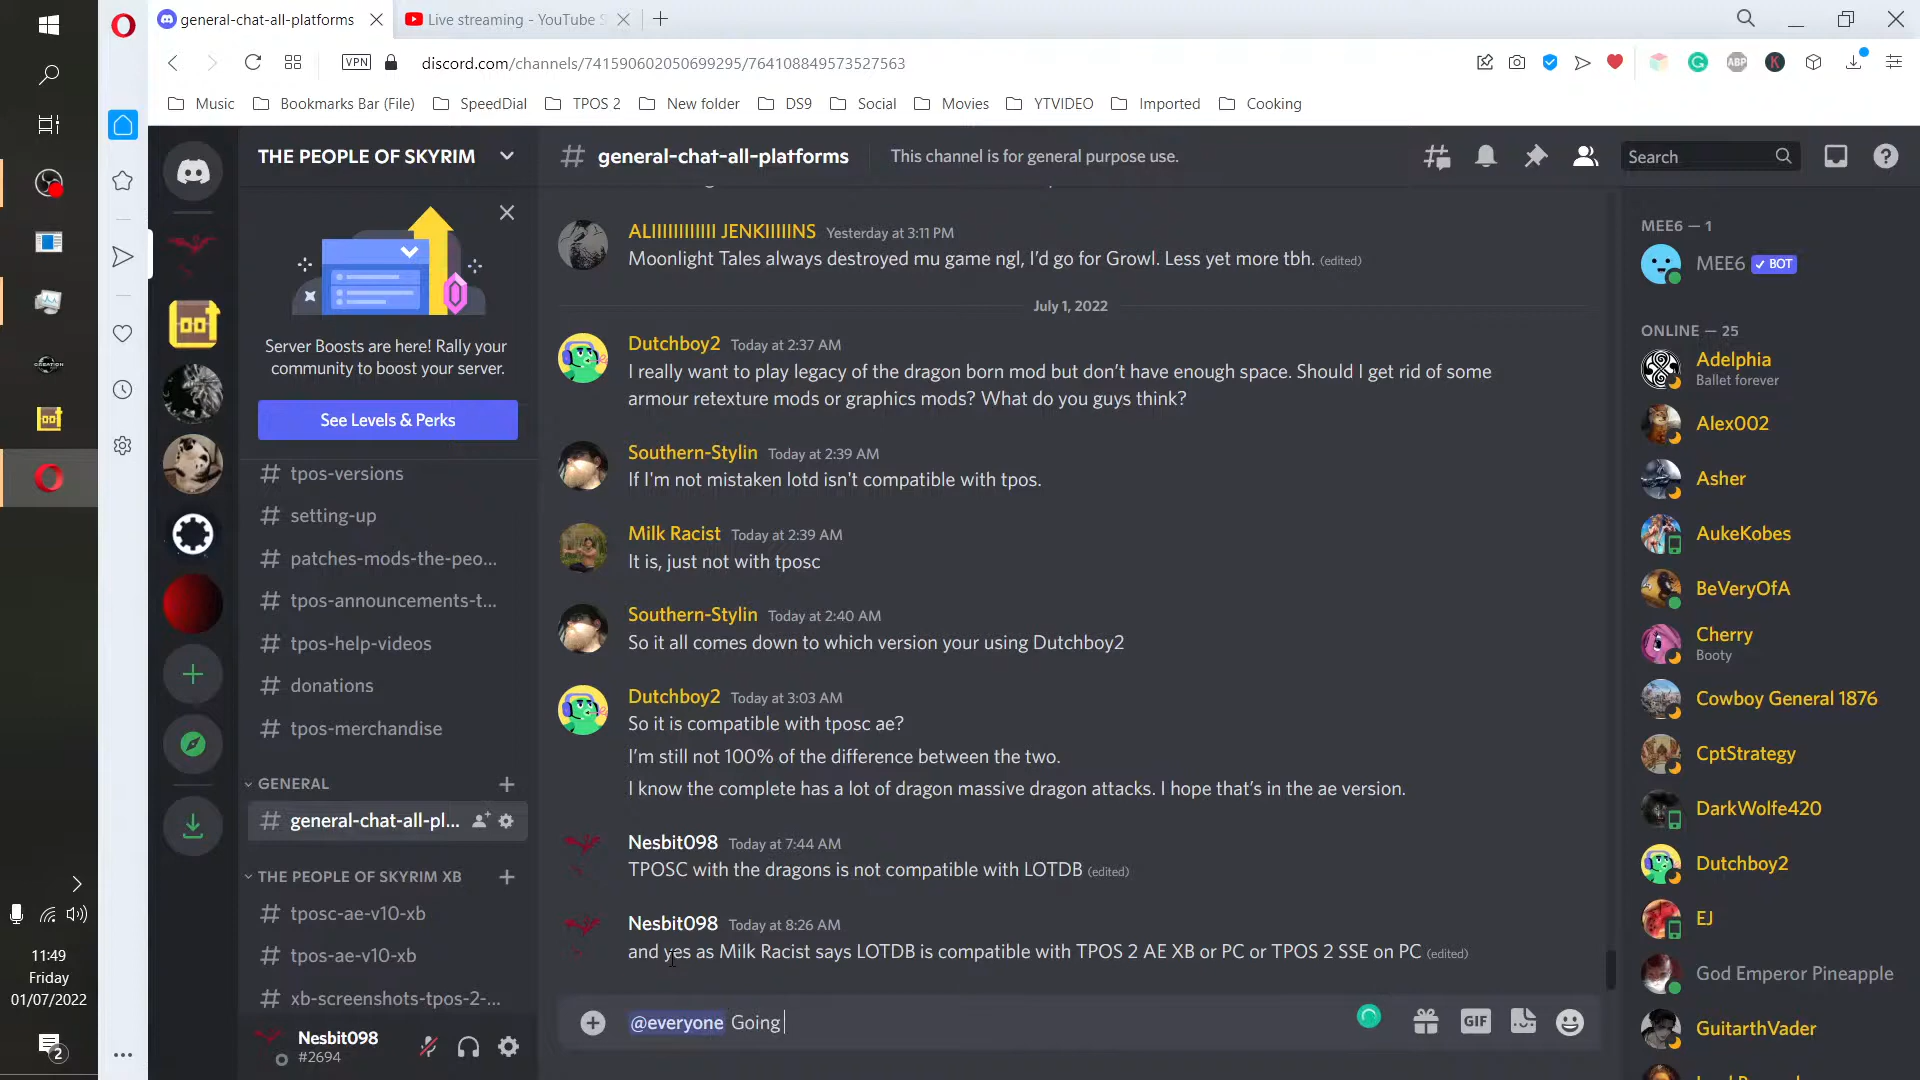 general-chat-all-platforms
Live streaming - YouTube S
VPN
discord.com/channels/741590602050699295/764108849573527563
ABP
K
Music
Bookmarks Bar (File)
SpeedDial
TPOS 2
New folder
DS9
Social
Movies
YTVIDEO
Imported
Cooking
THE PEOPLE OF SKYRIM
Server Boosts are here! Rally your
community to boost your server.
See Levels & Perks
tpos-versions
setting-up
patches-mods-the-peo...
tpos-announcements-t...
tpos-help-videos
donations
tpos-merchandise
GENERAL
general-chat-all-pl...
THE PEOPLE OF SKYRIM XB
tposc-ae-v10-xb
tpos-ae-v10-xb
xb-screenshots-tpos-2-...
Nesbit098
#2694
11:49
Friday
01/07/2022
2
general-chat-all-platforms
This channel is for general purpose use.
Search
ALIIIIIIIIIIII JENKIIIIINS Yesterday at 3:11 PM
Moonlight Tales always destroyed mu game ngl, I'd go for Growl. Less yet more tbh. (edited)
July 1, 2022
Dutchboy2 Today at 2:37 AM
I really want to play legacy of the dragon born mod but don't have enough space. Should I get rid of some
armour retexture mods or graphics mods? What do you guys think?
Southern-Stylin Today at 2:39 AM
If I'm not mistaken lotd isn't compatible with tpos.
Milk Racist Today at 2:39 AM
It is, just not with tposc
Southern-Stylin Today at 2:40 AM
So it all comes down to which version your using Dutchboy2
Dutchboy2 Today at 3:03 AM
So it is compatible with tposc ae?
I'm still not 100% of the difference between the two.
I know the complete has a lot of dragon massive dragon attacks. I hope that's in the ae version.
Nesbit098 Today at 7:44 AM
TPOSC with the dragons is not compatible with LOTDB (edited)
Nesbit098 Today at 8:26 AM
and yes as Milk Racist says LOTDB is compatible with TPOS 2 AE XB or PC or TPOS 2 SSE on PC (edited)
@everyone Going
GIF
MEE6 — 1
MEE6 BOT
ONLINE — 25
Adelphia
Ballet forever
Alex002
Asher
AukeKobes
BeVeryOfA
Cherry
Booty
Cowboy General 1876
CptStrategy
DarkWolfe420
Dutchboy2
EJ
God Emperor Pineapple
GuitarthVader